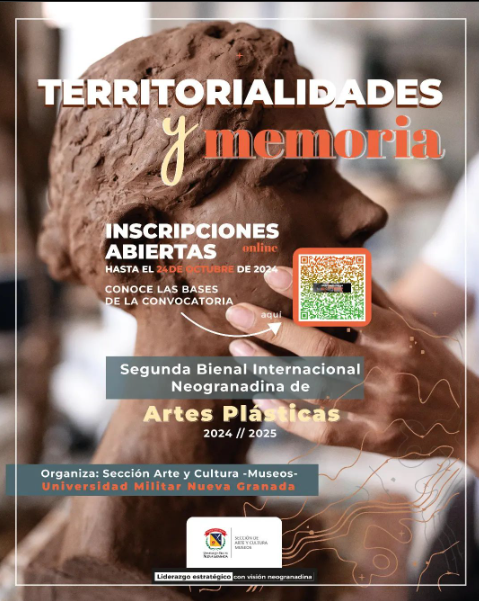 TERRITORIALIDADES
y memoria
INSCRIPCIONES
ABIERTAS online
HASTA EL 24 DE OCTUBRE DE 2024
CONOCE LAS BASES
DE LA CONVOCATORIA
aquí
Segunda Bienal Internacional
Neogranadina de
Artes Plásticas
2024 // 2025
Organiza: Sección Arte y Cultura -Museos-
Universidad Militar Nueva Granada
SECCIÓN DE
ARTE Y CULTURA
MUSEOS
Liderazgo estratégico con visión neogranadina